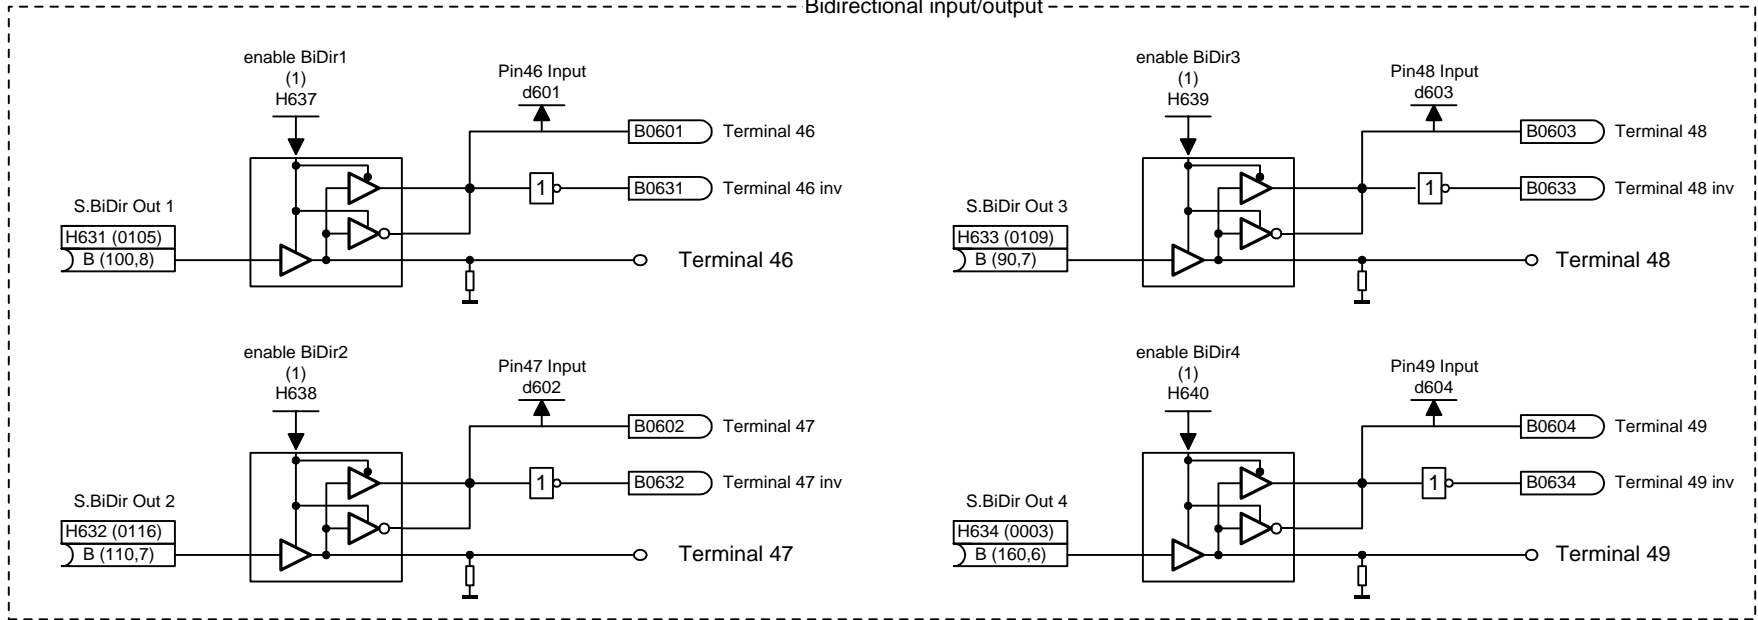 Bidirectional input/output
enable BiDir1
(1)
H637
Pin46 Input
d601
B0601 Terminal 46
1 B0631 Terminal 46 inv
S.BiDir Out 1
H631 (0105)
B (100,8)
Terminal 46
enable BiDir3
(1)
H639
Pin48 Input
d603
B0603 Terminal 48
1 B0633 Terminal 48 inv
S.BiDir Out 3
H633 (0109)
B (90,7)
Terminal 48
enable BiDir2
(1)
H638
Pin47 Input
d602
B0602 Terminal 47
1 B0632 Terminal 47 inv
S.BiDir Out 2
H632 (0116)
B (110,7)
Terminal 47
enable BiDir4
(1)
H640
Pin49 Input
d604
B0604 Terminal 49
1 B0634 Terminal 49 inv
S.BiDir Out 4
H634 (0003)
B (160,6)
Terminal 49